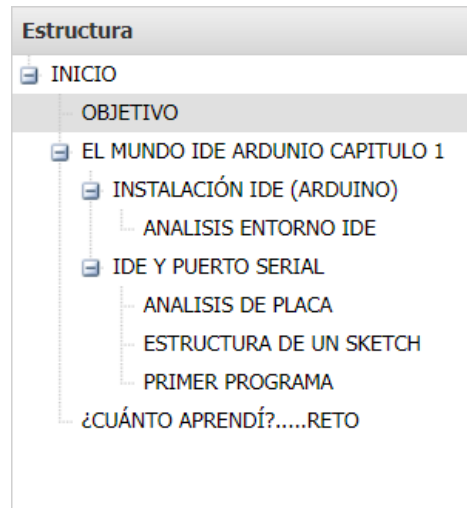 Estructura
INICIO
OBJETIVO
EL MUNDO IDE ARDUNIO CAPITULO 1
INSTALACIÓN IDE (ARDUINO)
ANALISIS ENTORNO IDE
IDE Y PUERTO SERIAL
ANALISIS DE PLACA
ESTRUCTURA DE UN SKETCH
PRIMER PROGRAMA
¿CUÁNTO APRENDÍ?.....RETO